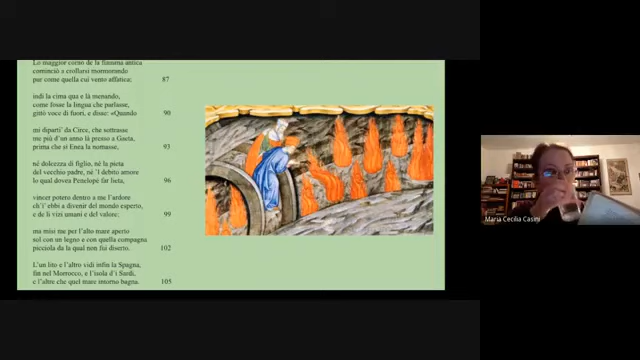 Lo maggior corno de la fiamma antica
cominciò a crollarsi mormorando
pur come quella cui vento affatica: 87
indi la cima qua e là menando,
come fosse la lingua che parlasse,
gittò voce di fuori, e disse: «Quando 90
mi diparti' da Circe, che sottrasse
me più d'un anno là presso a Gaeta,
prima che sì Enea la nomasse, 93
né dolcezza di figlio, né la pieta
del vecchio padre, né 'l debito amore
lo qual dovea Penelopé far lieta, 96
vincer potero dentro a me l'ardore
ch'i' ebbi a divenir del mondo esperto,
e de li vizi umani e del valore; 99
ma misi me per l'alto mare aperto
sol con un legno e con quella compagna
picciola da la qual non fui diserto. 102
L'un lito e l'altro vidi infin la Spagna,
fin nel Morrocco, e l'isola d'i Sardi,
e l'altre che quel mare intorno bagna. 105
Maria Cecilia Casini